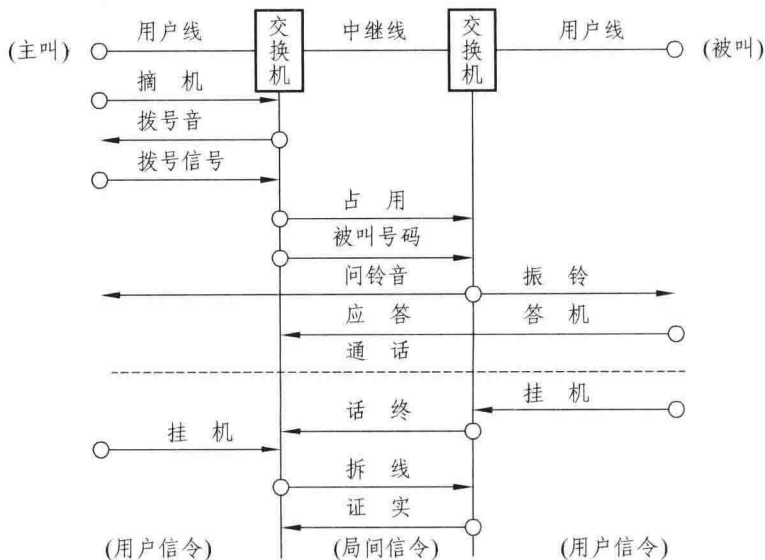 (主叫) 用户线 交换机 中继线 交换机 用户线 (被叫)
摘 机
拨号音
拨号信号
占 用
被叫号码
问铃音 振 铃
应 答 答 机
通 话
挂 机
话 终
挂 机
拆 线
证 实
(用户信令) (局间信令) (用户信令)